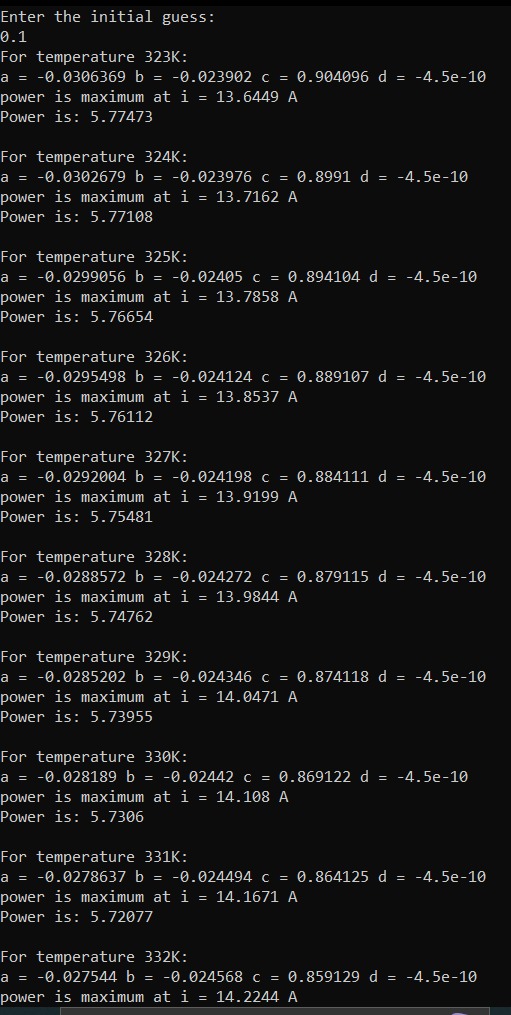 Enter the initial guess:
0.1
For temperature 323K:
a = -0.0306369 b = -0.023902 c = 0.904096 d = -4.5e-10
power is maximum at i = 13.6449 A
Power is: 5.77473
For temperature 324K:
a = -0.0302679 b = -0.023976 c = 0.8991 d = -4.5e-10
power is maximum at i = 13.7162 A
Power is: 5.77108
For temperature 325K:
a = -0.0299056 b = -0.02405 c = 0.894104 d = -4.5e-10
power is maximum at i = 13.7858 A
Power is: 5.76654
For temperature 326K:
a = -0.0295498 b = -0.024124 c = 0.889107 d = -4.5e-10
power is maximum at i = 13.8537 A
Power is: 5.76112
For temperature 327K:
a = -0.0292004 b = -0.024198 c = 0.884111 d = -4.5e-10
power is maximum at i = 13.9199 A
Power is: 5.75481
For temperature 328K:
a = -0.0288572 b = -0.024272 c = 0.879115 d = -4.5e-10
power is maximum at i = 13.9844 A
Power is: 5.74762
For temperature 329K:
a = -0.0285202 b = -0.024346 c = 0.874118 d = -4.5e-10
power is maximum at i = 14.0471 A
Power is: 5.73955
For temperature 330K:
a = -0.028189 b = -0.02442 c = 0.869122 d = -4.5e-10
power is maximum at i = 14.108 A
Power is: 5.7306
For temperature 331K:
a = -0.0278637 b = -0.024494 c = 0.864125 d = -4.5e-10
power is maximum at i = 14.1671 A
Power is: 5.72077
For temperature 332K:
a = -0.027544 b = -0.024568 c = 0.859129 d = -4.5e-10
power is maximum at i = 14.2244 A